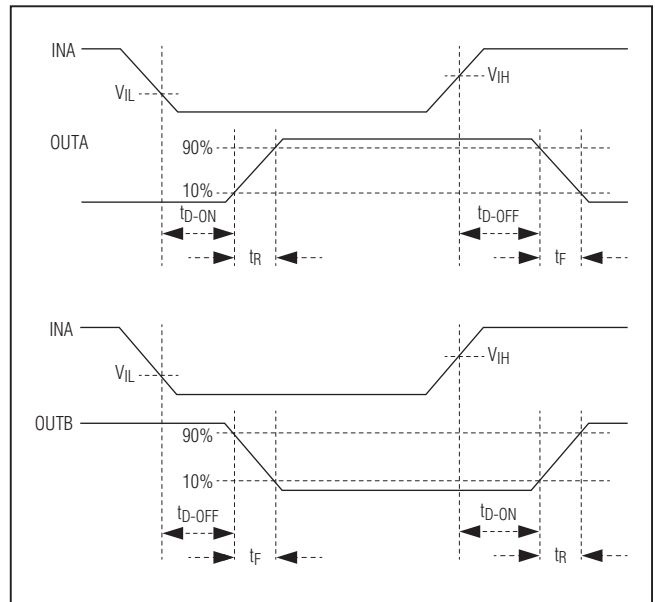 INA
VIL
VIH
OUTA
90%
10%
tD-ON
tD-OFF
tR
tF
INA
VIL
VIH
OUTB
90%
10%
tD-OFF
tD-ON
tF
tR